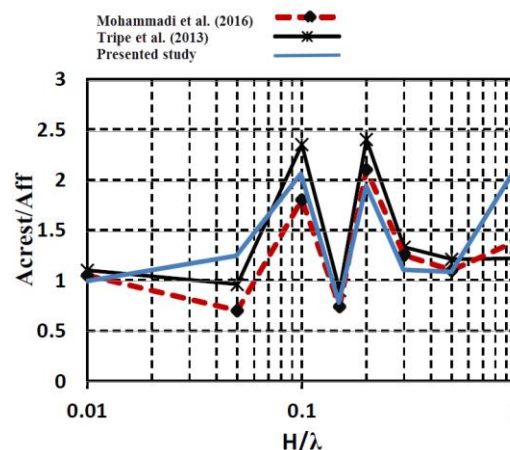 Mohammadi et al. (2016)
Tripe et al. (2013)
Presented study
3
2.5
2
1.5
1
0.5
0
Acrest/Aff
0.01
0.1
H/λ